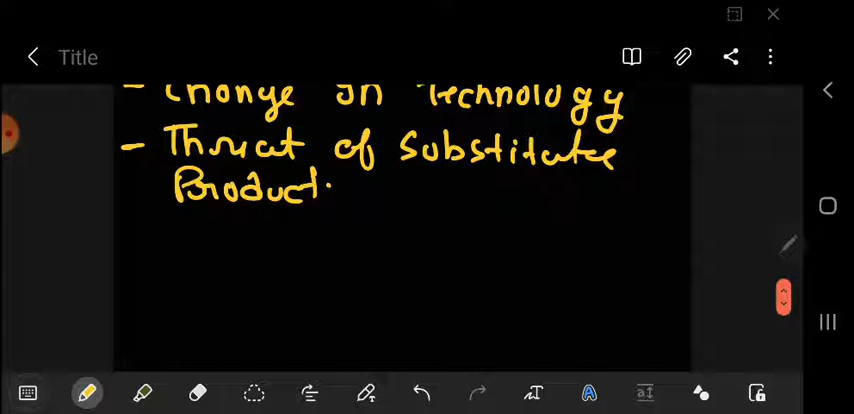 Title
- Change In Technology
- Threat of Substitute
Product.